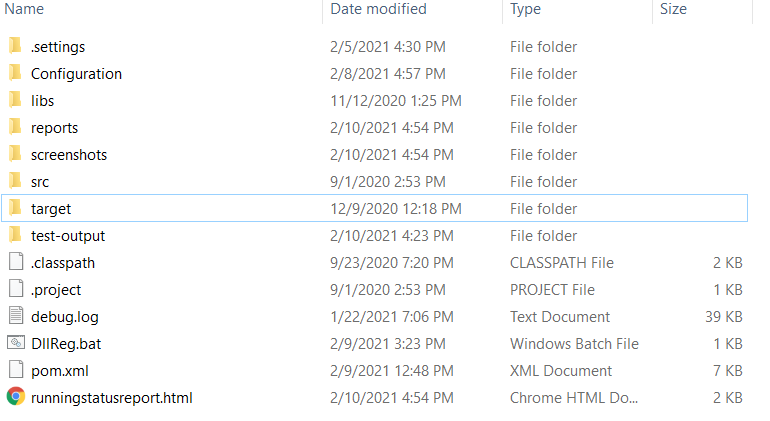 Name Date modified Type Size
.settings 2/5/2021 4:30 PM File folder
Configuration 2/8/2021 4:57 PM File folder
libs 11/12/2020 1:25 PM File folder
reports 2/10/2021 4:54 PM File folder
screenshots 2/10/2021 4:54 PM File folder
src 9/1/2020 2:53 PM File folder
target 12/9/2020 12:18 PM File folder
test-output 2/10/2021 4:23 PM File folder
.classpath 9/23/2020 7:20 PM CLASSPATH File 2 KB
.project 9/1/2020 2:53 PM PROJECT File 1 KB
debug.log 1/22/2021 7:06 PM Text Document 39 KB
DllReg.bat 2/9/2021 3:23 PM Windows Batch File 1 KB
pom.xml 2/9/2021 12:48 PM XML Document 7 KB
runningstatusreport.html 2/10/2021 4:54 PM Chrome HTML Do... 2 KB